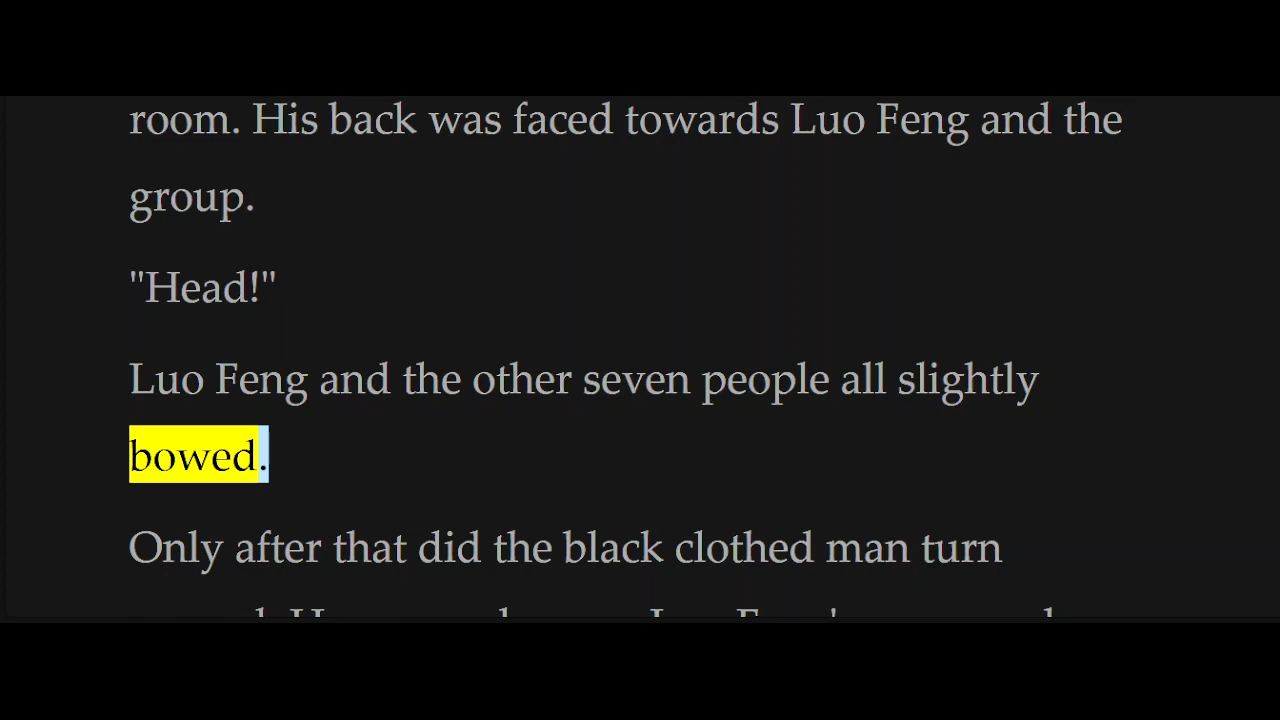 room. His back was faced towards Luo Feng and the
group.
"Head!"
Luo Feng and the other seven people all slightly
bowed.
Only after that did the black clothed man turn